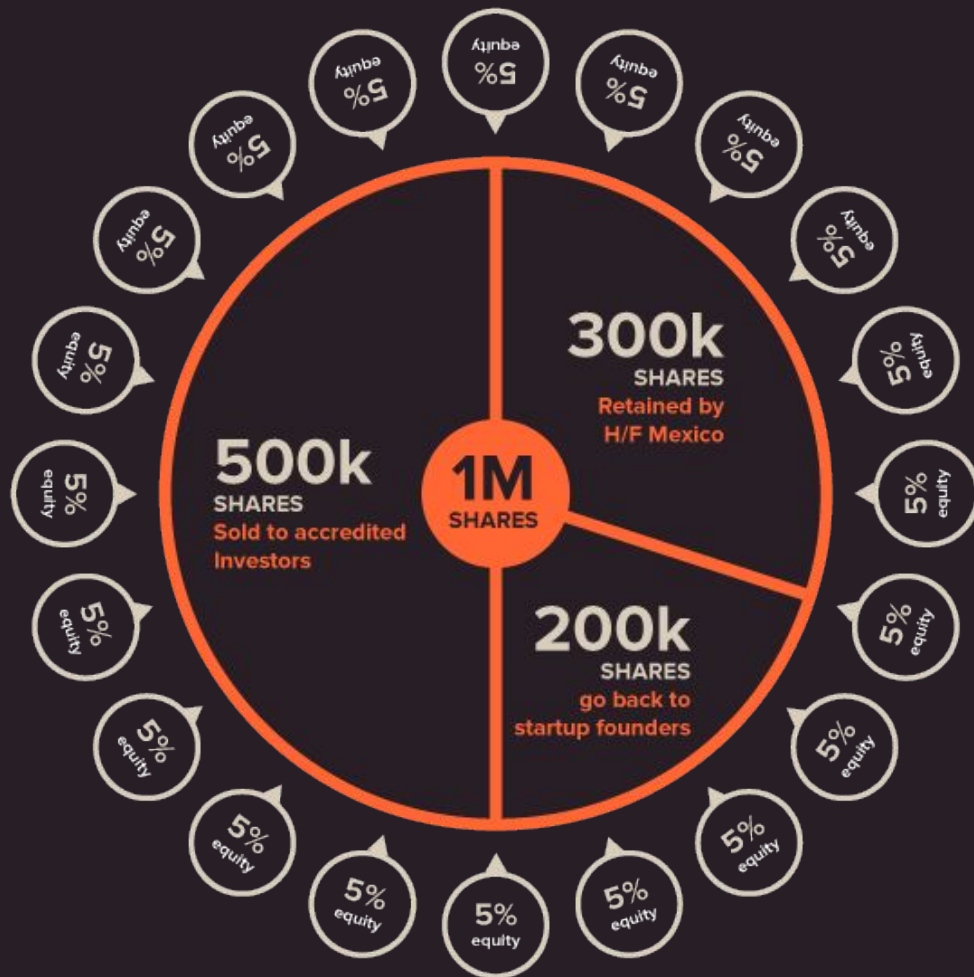 5%
equity
5%
equity
5%
equity
5%
equity
5%
equity
5%
equity
5%
equity
5%
equity
5%
equity
5%
equity
5%
equity
5%
equity
5%
equity
5%
equity
5%
equity
5%
equity
5%
equity
5%
equity
5%
equity
5%
equity
300k
SHARES
Retained by
H/F Mexico
500k
SHARES
Sold to accredited
Investors
1M
SHARES
200k
SHARES
go back to
startup founders